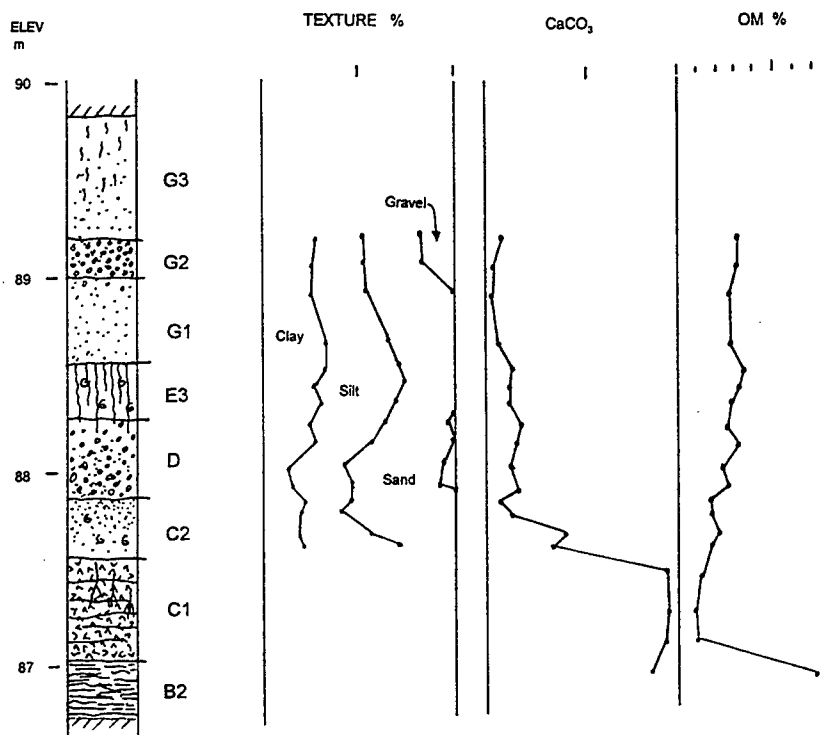 ELEV
m
TEXTURE %
CaCO₃
OM %
90
G3
Gravel
G2
89
G1
Clay
E3
Silt
D
Sand
88
C2
C1
87
B2